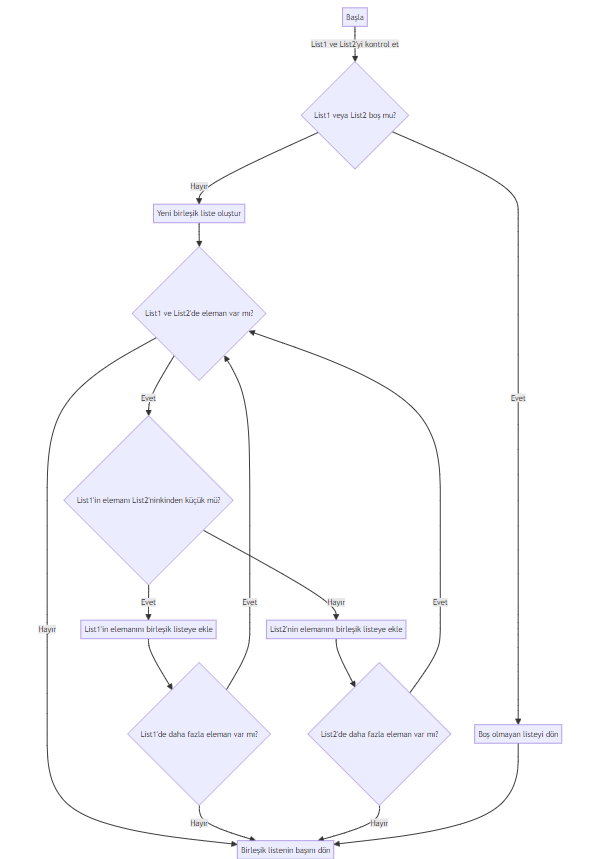 Başla
List1 ve List2'yi kontrol et
List1 veya List2 boş mu?
Hayır
Yeni birleşik liste oluştur
List1 ve List2'de eleman var mı?
Evet
Evet
List1'in elemanı List2'ninkinden küçük mü?
Evet
Hayır
Evet
Evet
Hayır
List1'in elemanını birleşik listeye ekle
List2'nin elemanını birleşik listeye ekle
List1'de daha fazla eleman var mı?
List2'de daha fazla eleman var mı?
Boş olmayan listeyi dön
Hayır
Hayır
Birleşik listenin başını dön